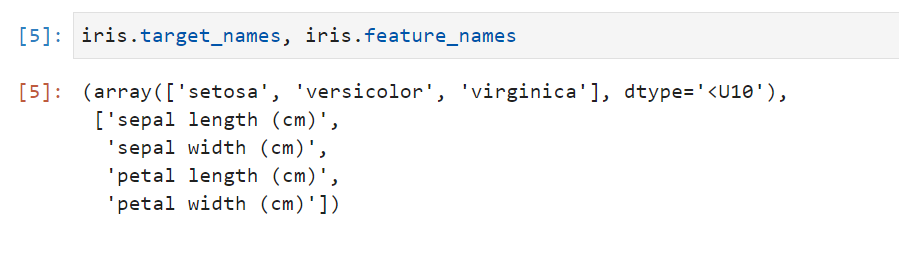 [5]: iris.target_names, iris.feature_names
[5]: (array(['setosa', 'versicolor', 'virginica'], dtype='<U10'),
['sepal length (cm)',
'sepal width (cm)',
'petal length (cm)',
'petal width (cm)'])